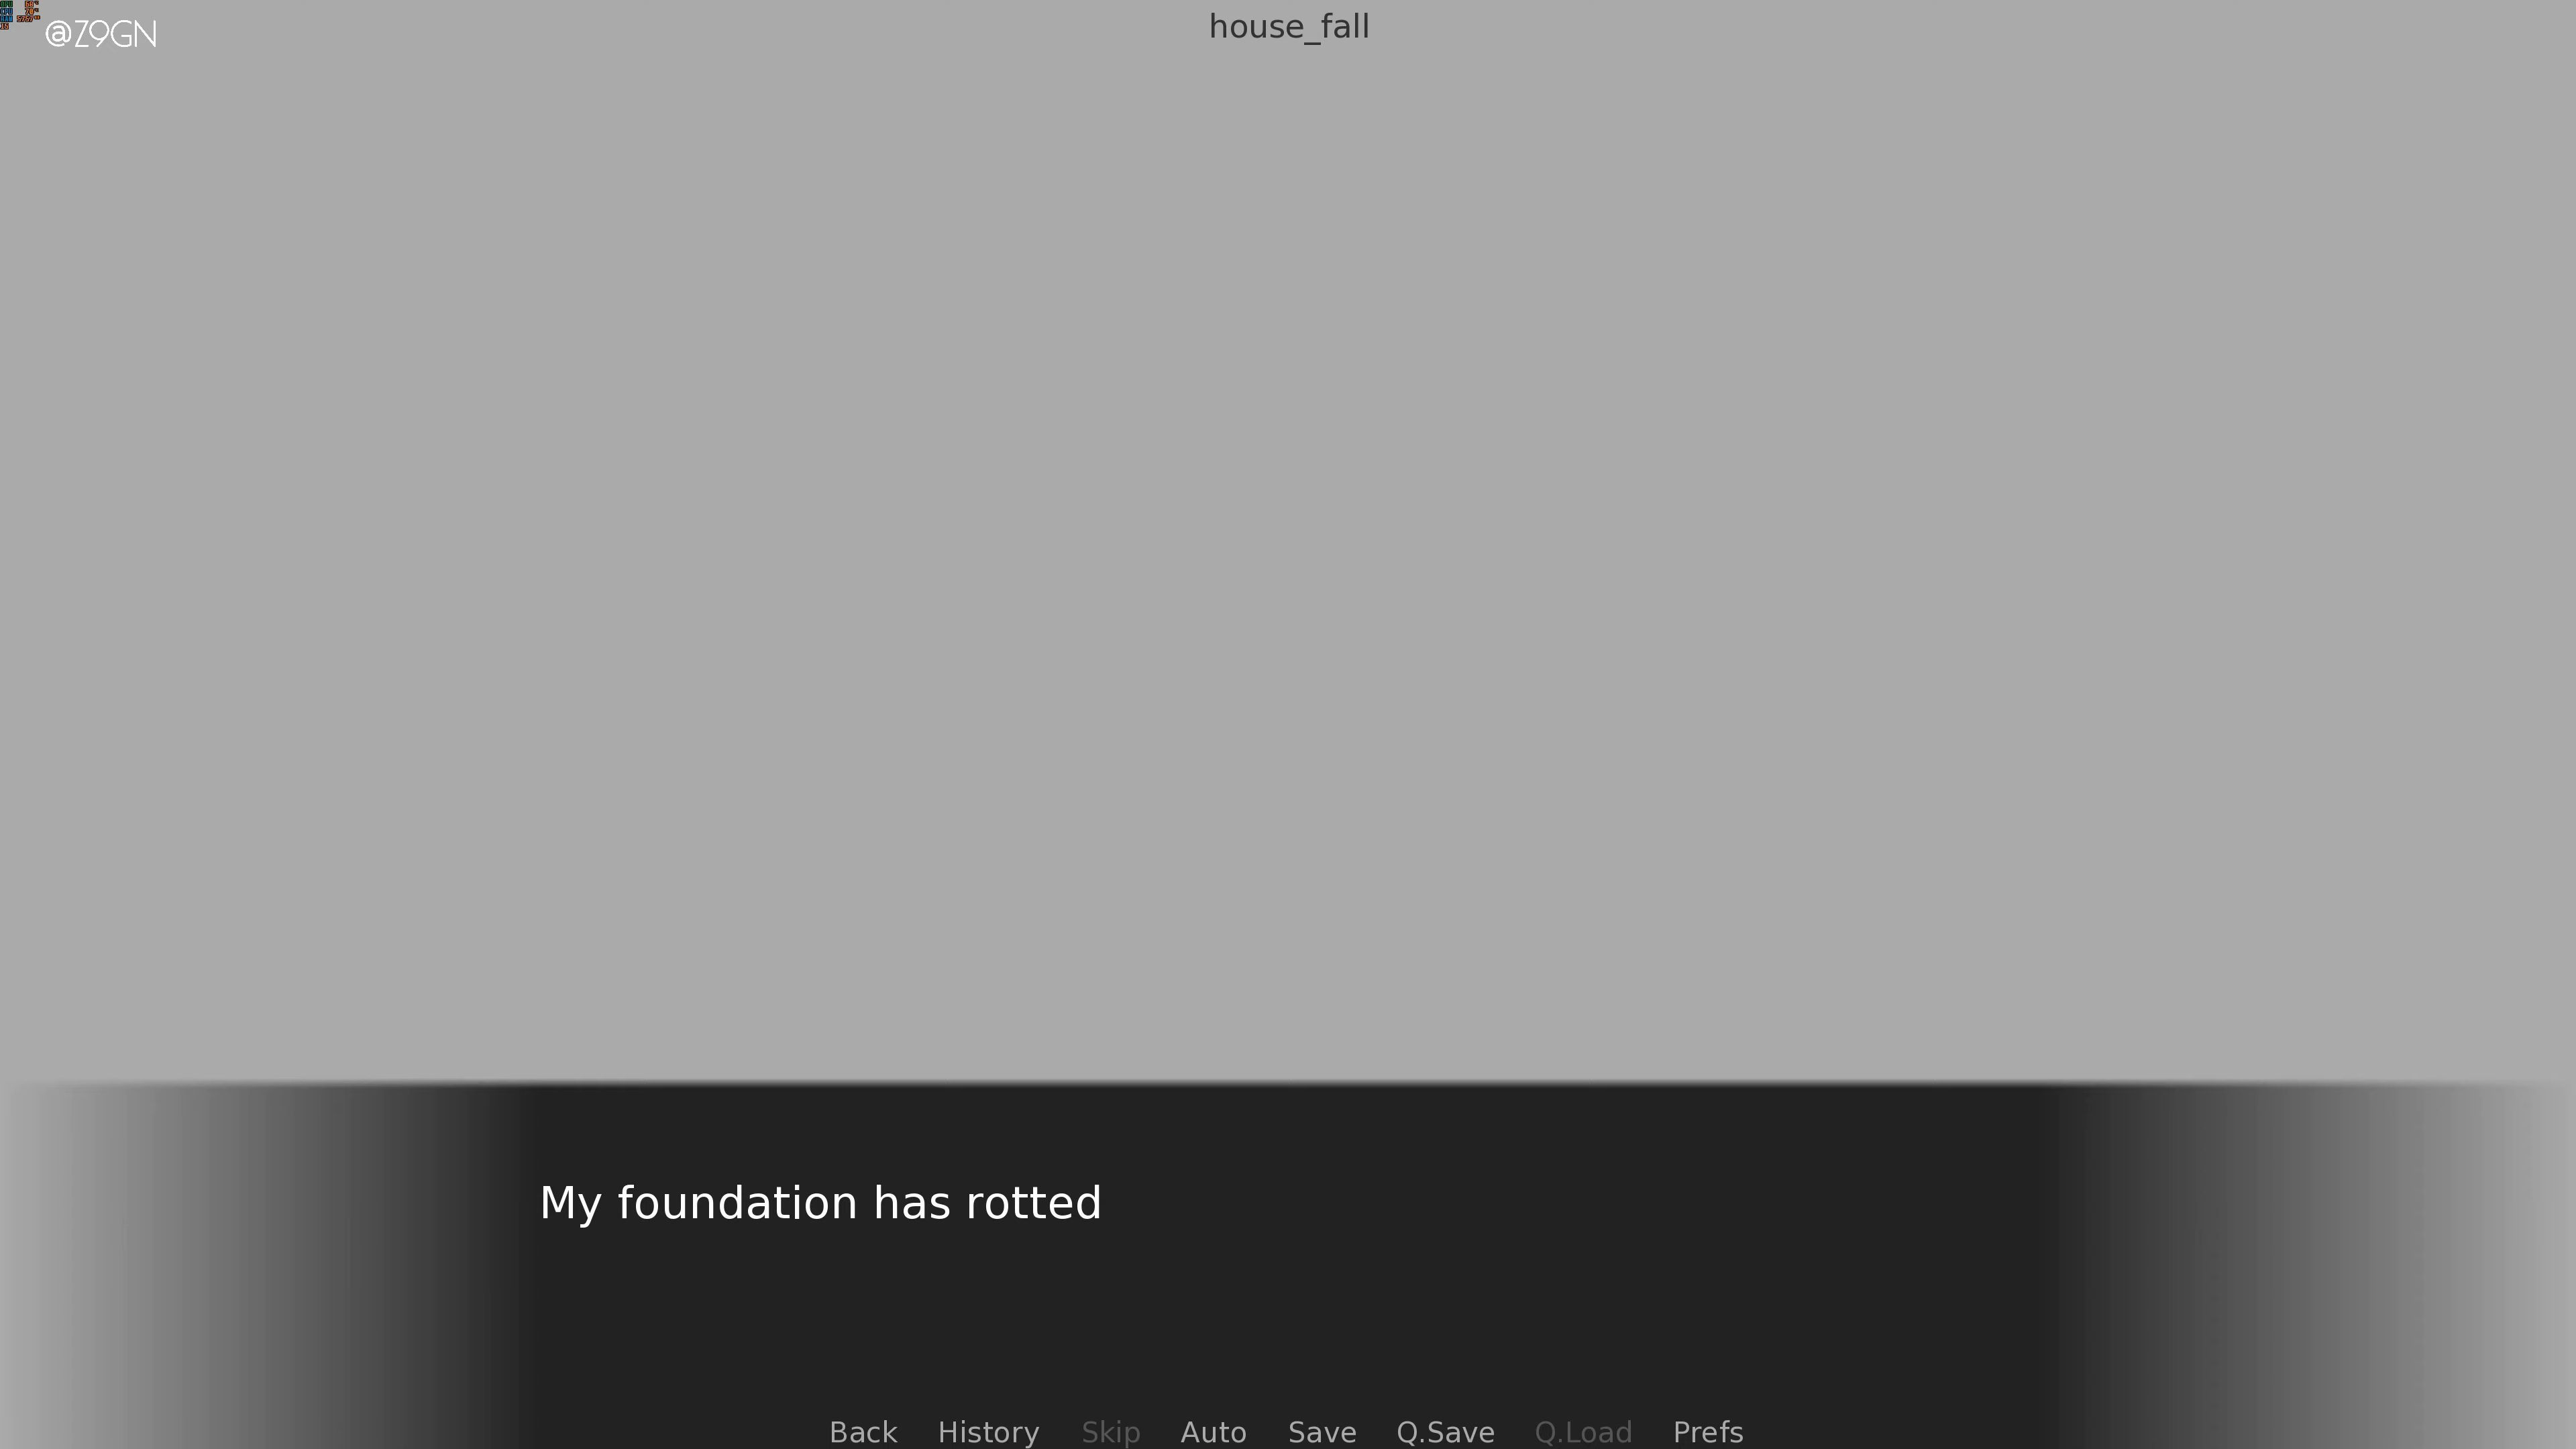 @Z9GN
house_fall
My foundation has rotted
Back History Skip Auto Save Q.Save Q.Load Prefs